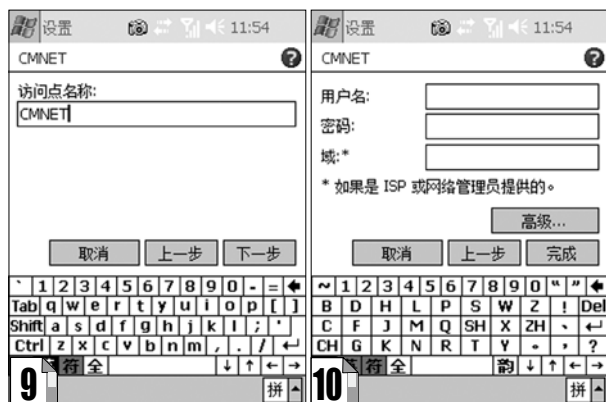 设置 11:54
CMNET
访问点名称:
CMNET
取消 上一步 下一步
` 1 2 3 4 5 6 7 8 9 0 - = ←
Tab q w e r t y u i o p [ ]
Shift a s d f g h j k l ; '
Ctrl z x c v b n m , . / ↵
符 全 ↓ ↑ ← →
拼
9
设置 11:54
CMNET
用户名:
密码:
域:*
* 如果是 ISP 或网络管理员提供的。
高级...
取消 上一步 完成
~ 1 2 3 4 5 6 7 8 9 0 “ ” ←
B D H L P S W Z ! Del
C F J M Q SH X ZH 、 ↵
CH G K N R T Y 。 , ?
符 全 韵 ↓ ↑ ← →
拼
10